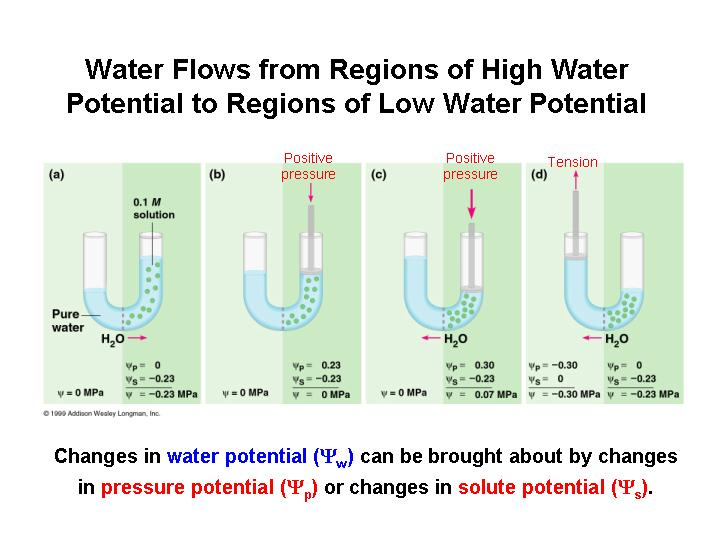 Water Flows from Regions of High Water
Potential to Regions of Low Water Potential
Positive
pressure
Positive
pressure
Tension
(a)
(b)
(c)
(d)
0.1 M
solution
Pure
water
H₂O
H₂O
H₂O
ψP = 0
ψS = −0.23
ψ = 0 MPa
ψ = −0.23 MPa
ψP = 0.23
ψS = −0.23
ψ = 0 MPa
ψ = 0 MPa
ψP = 0.30
ψS = −0.23
ψ = 0 MPa
ψ = 0.07 MPa
ψP = −0.30
ψS = 0
ψ = −0.30 MPa
ψP = 0
ψS = −0.23
ψ = −0.23 MPa
© 1999 Addison Wesley Longman, Inc.
Changes in water potential (Ψw) can be brought about by changes
in pressure potential (Ψp) or changes in solute potential (Ψs).